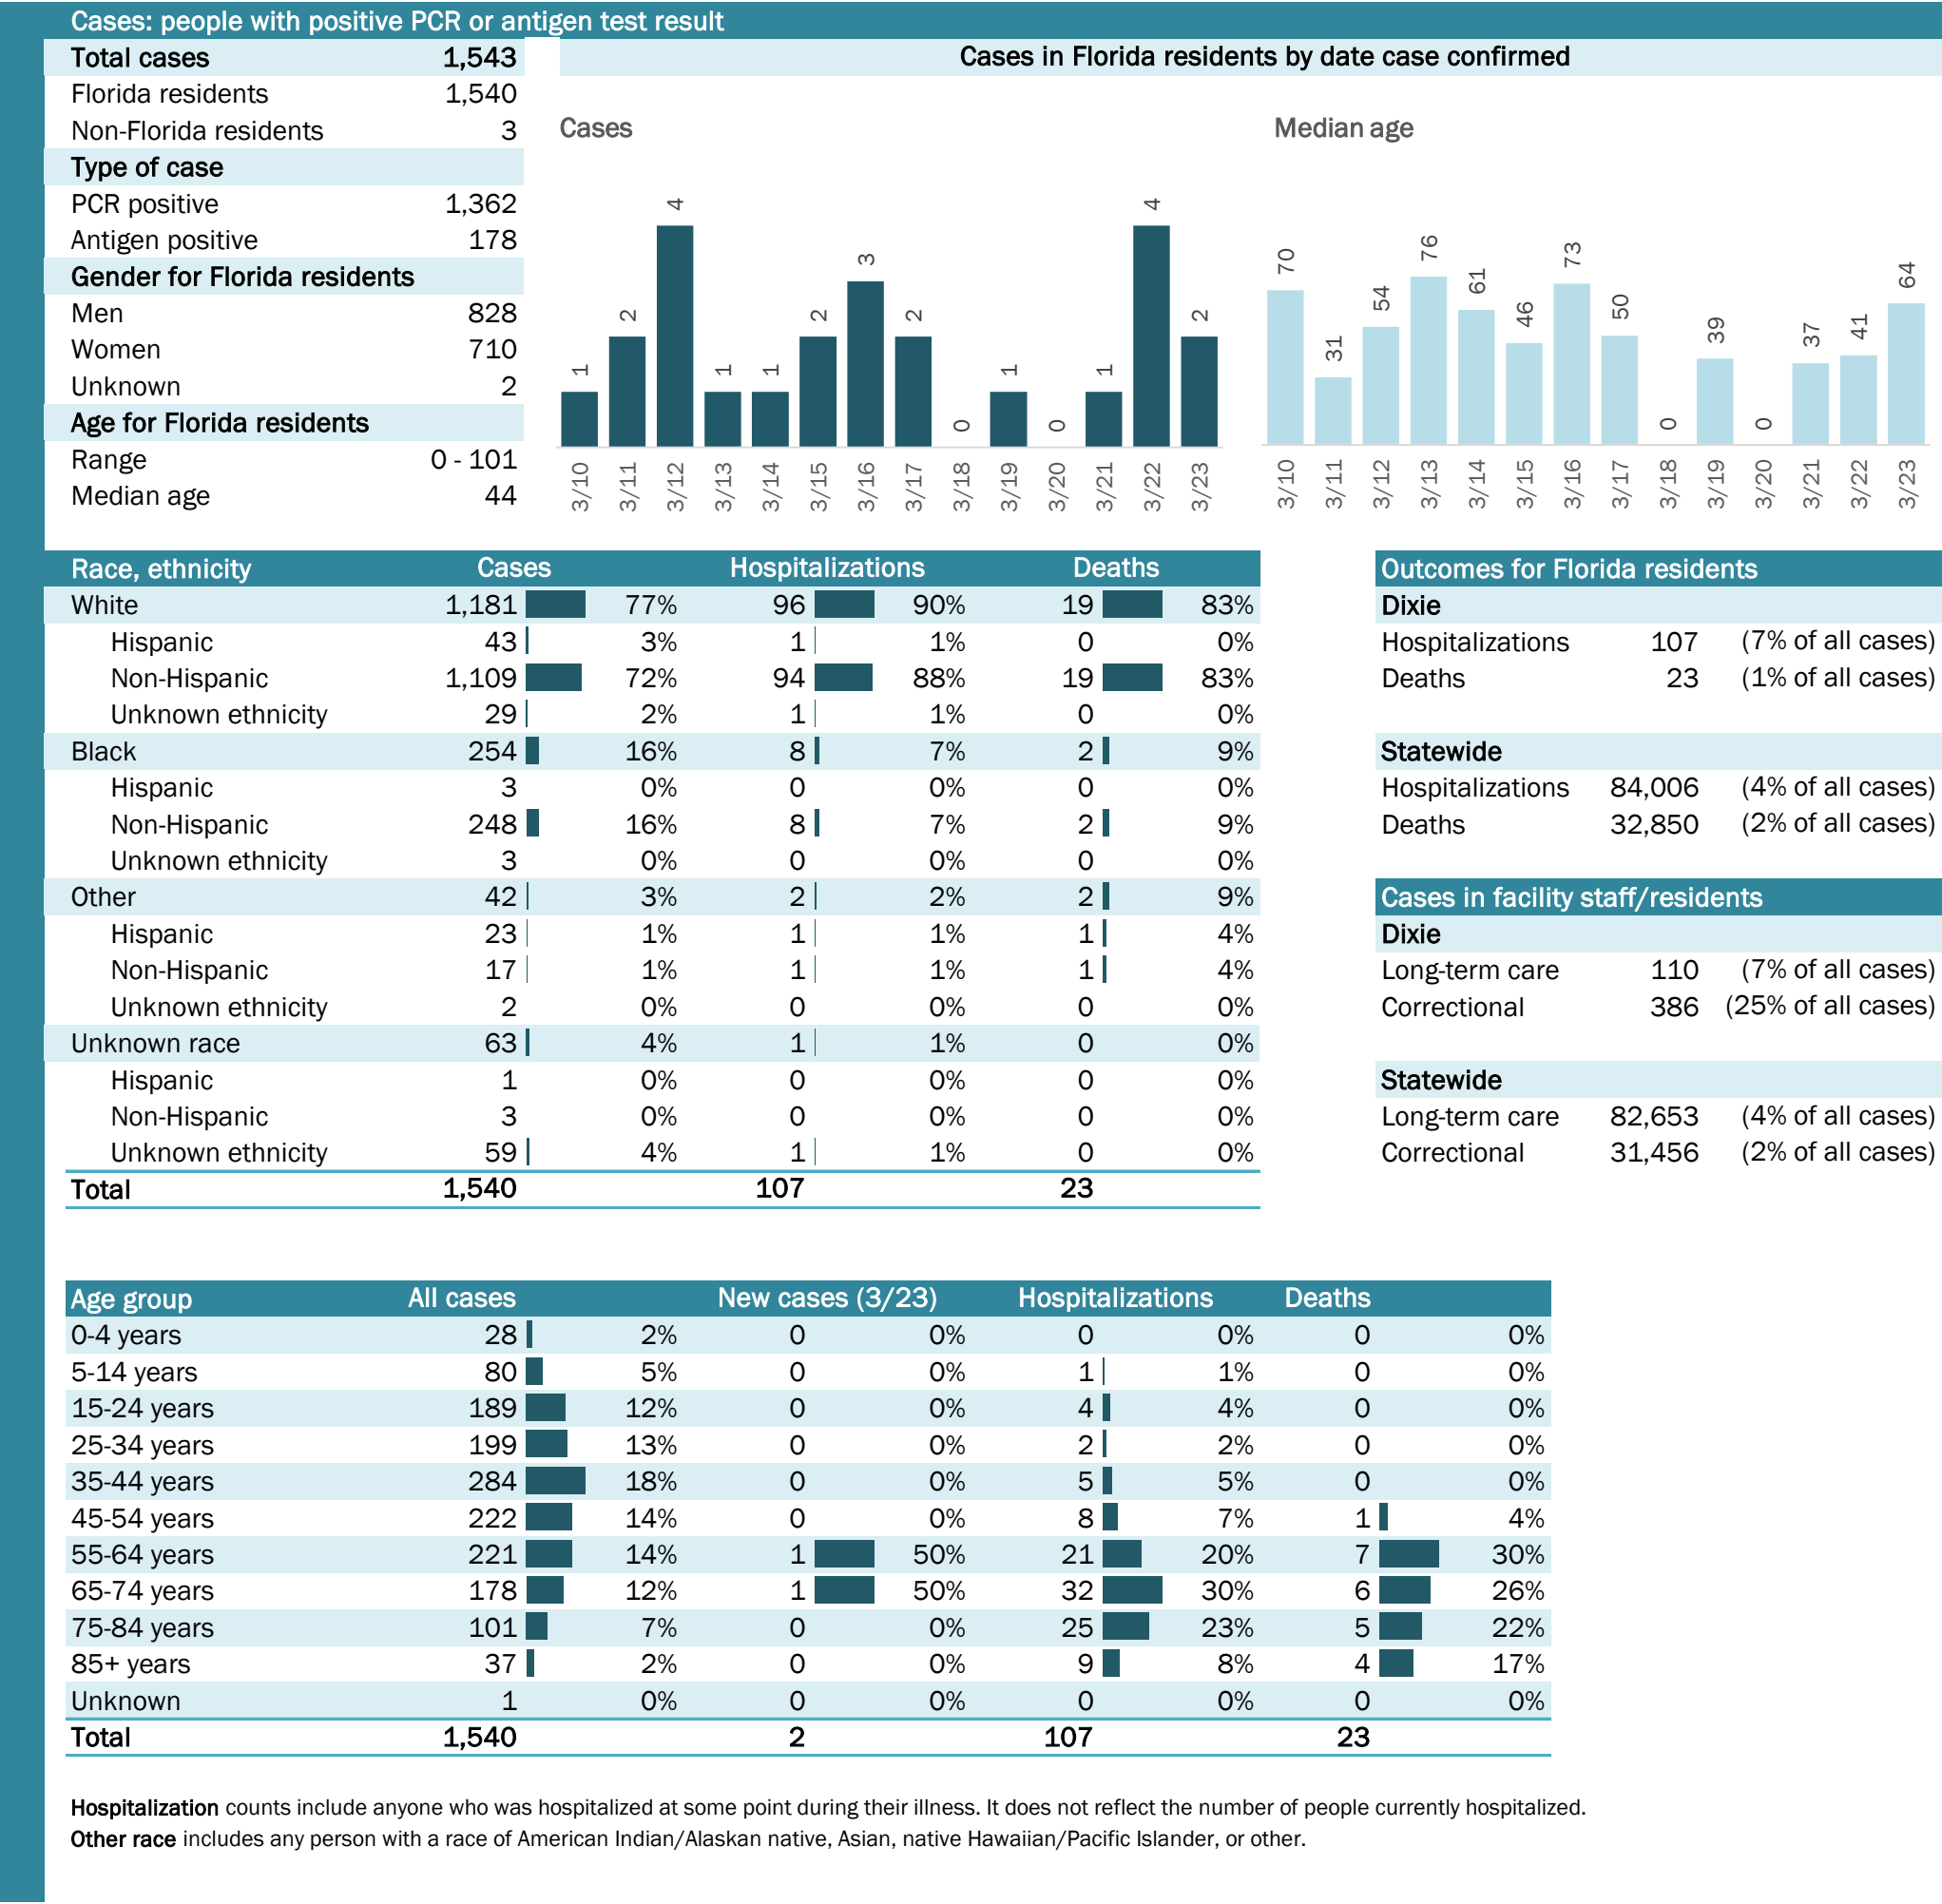 Cases: people with positive PCR or antigen test result
Total cases 1,543
Florida residents 1,540
Non-Florida residents 3
Type of case
PCR positive 1,362
Antigen positive 178
Gender for Florida residents
Men 828
Women 710
Unknown 2
Age for Florida residents
Range 0 - 101
Median age 44
Cases in Florida residents by date case confirmed
Cases
1 2 4 1 1 2 3 2 0 1 0 1 4 2
3/10 3/11 3/12 3/13 3/14 3/15 3/16 3/17 3/18 3/19 3/20 3/21 3/22 3/23
Median age
70 31 54 76 61 46 73 50 0 39 0 37 41 64
3/10 3/11 3/12 3/13 3/14 3/15 3/16 3/17 3/18 3/19 3/20 3/21 3/22 3/23
Race, ethnicity Cases Hospitalizations Deaths
White 1,181 77% 96 90% 19 83%
Hispanic 43 3% 1 1% 0 0%
Non-Hispanic 1,109 72% 94 88% 19 83%
Unknown ethnicity 29 2% 1 1% 0 0%
Black 254 16% 8 7% 2 9%
Hispanic 3 0% 0 0% 0 0%
Non-Hispanic 248 16% 8 7% 2 9%
Unknown ethnicity 3 0% 0 0% 0 0%
Other 42 3% 2 2% 2 9%
Hispanic 23 1% 1 1% 1 4%
Non-Hispanic 17 1% 1 1% 1 4%
Unknown ethnicity 2 0% 0 0% 0 0%
Unknown race 63 4% 1 1% 0 0%
Hispanic 1 0% 0 0% 0 0%
Non-Hispanic 3 0% 0 0% 0 0%
Unknown ethnicity 59 4% 1 1% 0 0%
Total 1,540 107 23
Outcomes for Florida residents
Dixie
Hospitalizations 107 (7% of all cases)
Deaths 23 (1% of all cases)
Statewide
Hospitalizations 84,006 (4% of all cases)
Deaths 32,850 (2% of all cases)
Cases in facility staff/residents
Dixie
Long-term care 110 (7% of all cases)
Correctional 386 (25% of all cases)
Statewide
Long-term care 82,653 (4% of all cases)
Correctional 31,456 (2% of all cases)
Age group All cases New cases (3/23) Hospitalizations Deaths
0-4 years 28 2% 0 0% 0 0% 0 0%
5-14 years 80 5% 0 0% 1 1% 0 0%
15-24 years 189 12% 0 0% 4 4% 0 0%
25-34 years 199 13% 0 0% 2 2% 0 0%
35-44 years 284 18% 0 0% 5 5% 0 0%
45-54 years 222 14% 0 0% 8 7% 1 4%
55-64 years 221 14% 1 50% 21 20% 7 30%
65-74 years 178 12% 1 50% 32 30% 6 26%
75-84 years 101 7% 0 0% 25 23% 5 22%
85+ years 37 2% 0 0% 9 8% 4 17%
Unknown 1 0% 0 0% 0 0% 0 0%
Total 1,540 2 107 23
Hospitalization counts include anyone who was hospitalized at some point during their illness. It does not reflect the number of people currently hospitalized.
Other race includes any person with a race of American Indian/Alaskan native, Asian, native Hawaiian/Pacific Islander, or other.